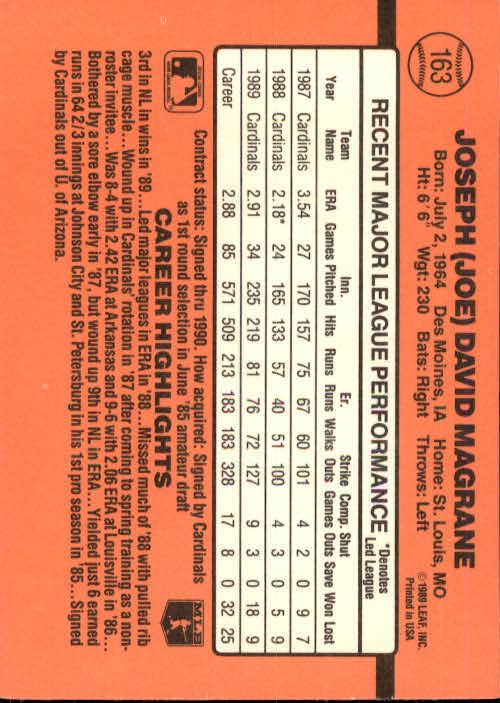 163
JOSEPH (JOE) DAVID MAGRANE
Born: July 2, 1964 Des Moines, IA Home: St. Louis, MO
Ht: 6'6" Wgt: 230 Bats: Right Throws: Left
© 1989 LEAF, INC.
Printed in USA
RECENT MAJOR LEAGUE PERFORMANCE
*Denotes
Led League
Team Inn. Er. Strike Comp. Shut
Year Name ERA Games Pitched Hits Runs Runs Walks Outs Games Outs Save Won Lost
1987 Cardinals 3.54 27 170 157 75 67 60 101 4 2 0 9 7
1988 Cardinals 2.18* 24 165 133 57 40 51 100 4 3 0 5 9
1989 Cardinals 2.91 34 235 219 81 76 72 127 9 3 0 18 9
Career 2.88 85 571 509 213 183 183 328 17 8 0 32 25
Contract status: Signed thru 1990. How acquired: Signed by Cardinals
as 1st round selection in June '85 amateur draft
MLB
CAREER HIGHLIGHTS
3rd in NL in wins in '89...Led major leagues in ERA in '88...Missed much of '88 with pulled rib
cage muscle...Wound up in Cardinals' rotation in '87 after coming to spring training as a non-
roster invitee...Was 8-4 with 2.42 ERA at Arkansas and 9-6 with 2.06 ERA at Louisville in '86...
Bothered by a sore elbow early in '87, but wound up 9th in NL in ERA...Yielded just 6 earned
runs in 64 2/3 innings at Johnson City and St. Petersburg in his 1st pro season in '85...Signed
by Cardinals out of U. of Arizona.